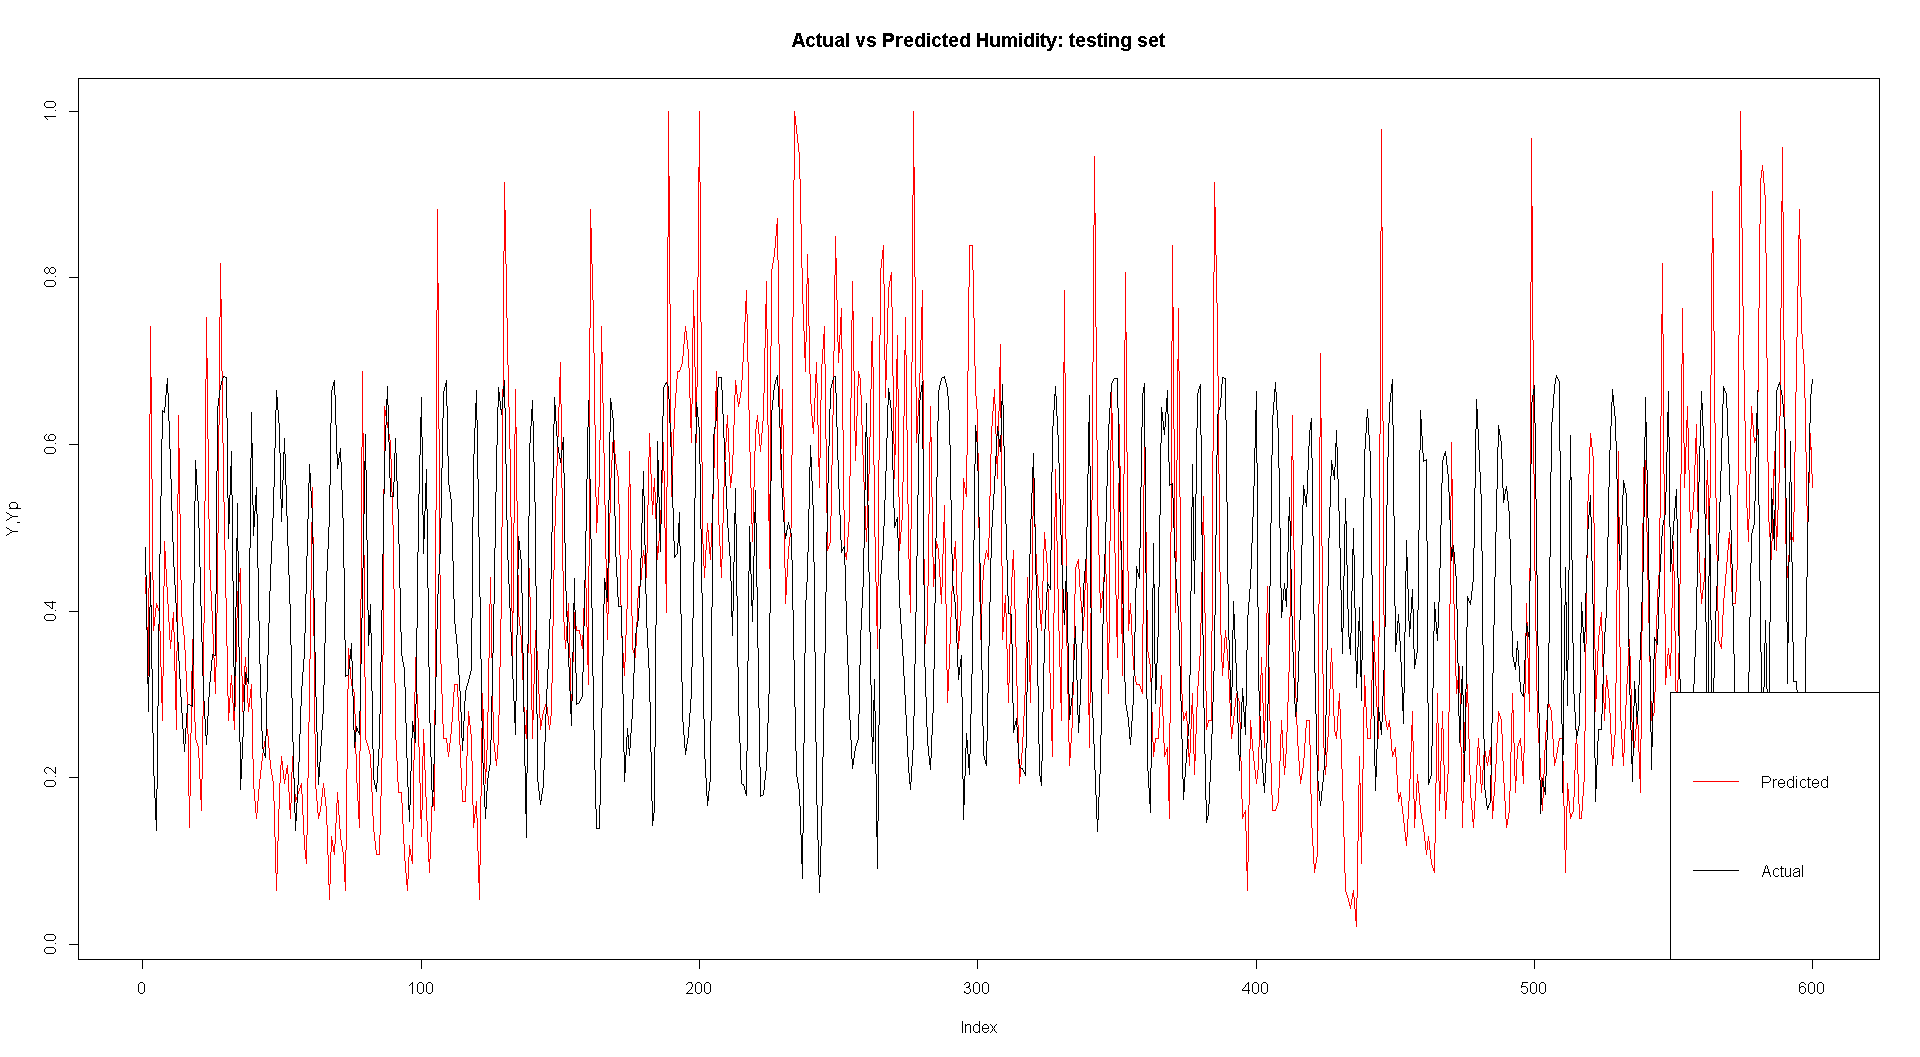 Actual vs Predicted Humidity: testing set
1.0
0.8
0.6
0.4
0.2
0.0
Y,Yp
Predicted
Actual
0 100 200 300 400 500 600
Index